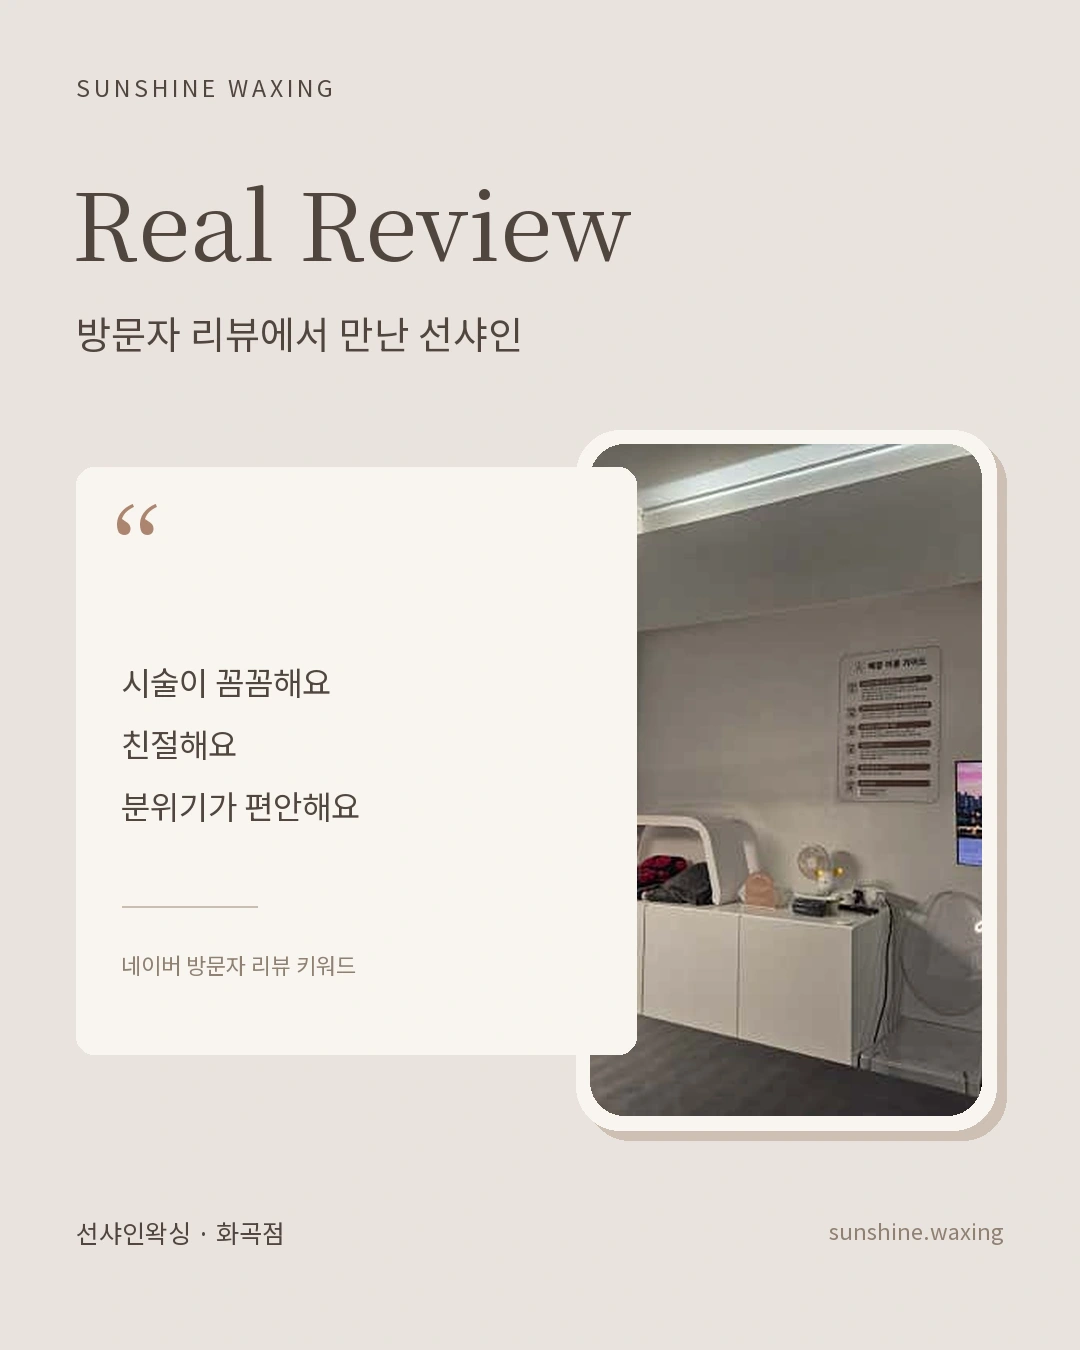 SUNSHINE WAXING
Real Review
방문자 리뷰에서 만난 선샤인
“
시술이 꼼꼼해요
친절해요
분위기가 편안해요
네이버 방문자 리뷰 키워드
선샤인왁싱 · 화곡점
sunshine.waxing